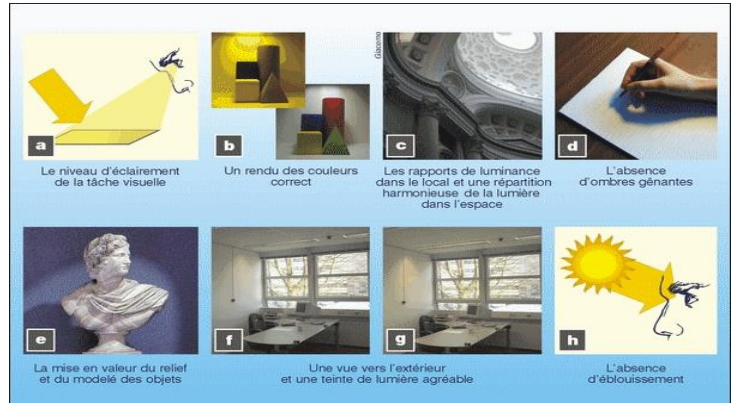 a
Le niveau d'éclairement
de la tâche visuelle
b
Un rendu des couleurs
correct
Giacomo
c
Les rapports de luminance
dans le local et une répartition
harmonieuse de la lumière
dans l'espace
d
L'absence
d'ombres gênantes
e
La mise en valeur du relief
et du modelé des objets
f
g
Une vue vers l'extérieur
et une teinte de lumière agréable
h
L'absence
d'éblouissement